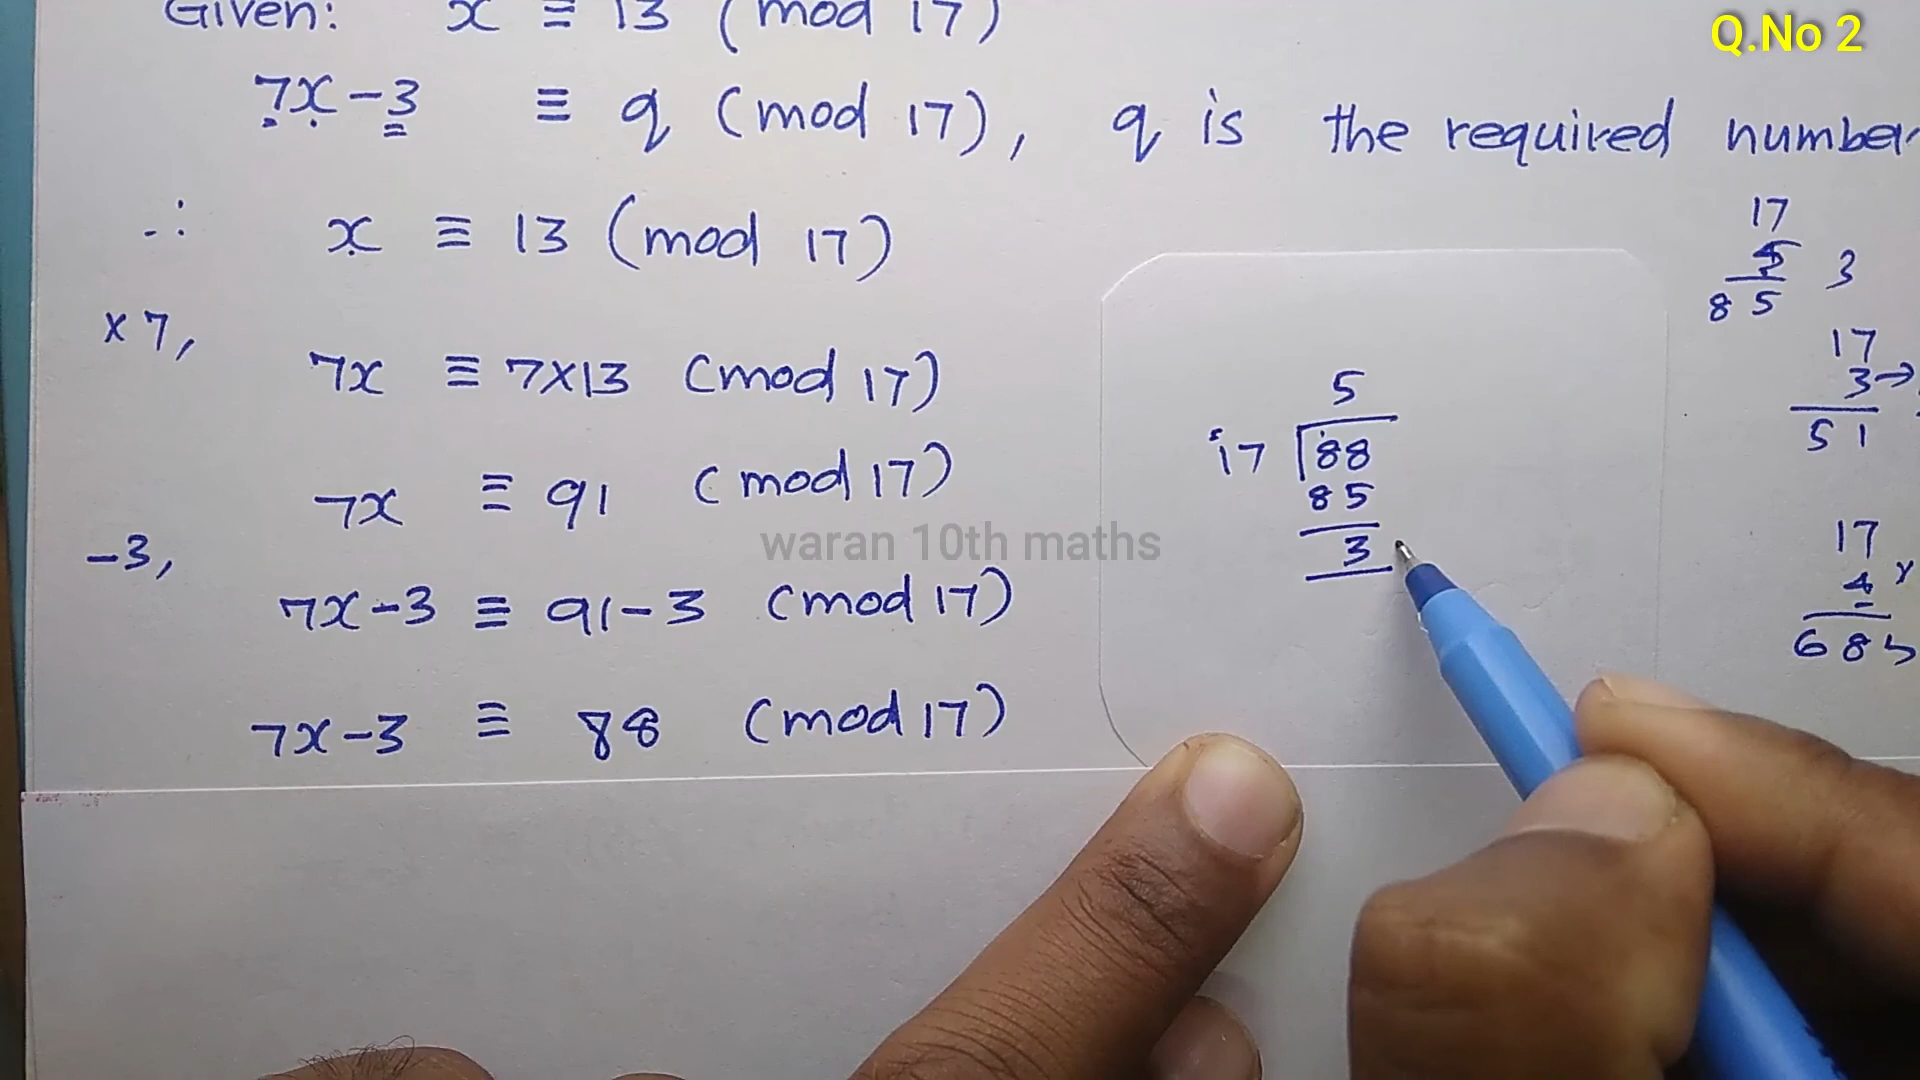 Given: x ≡ 13 (mod 17)
Q.No 2
7x - 3 ≡ q (mod 17), q is the required number
∴ x ≡ 13 (mod 17)
×7,
7x ≡ 7×13 (mod 17)
7x ≡ 91 (mod 17)
-3,
7x-3 ≡ 91-3 (mod 17)
7x-3 ≡ 88 (mod 17)
waran 10th maths
5
17 88
85
3
17
3
85
17
3→
51
17
4
68